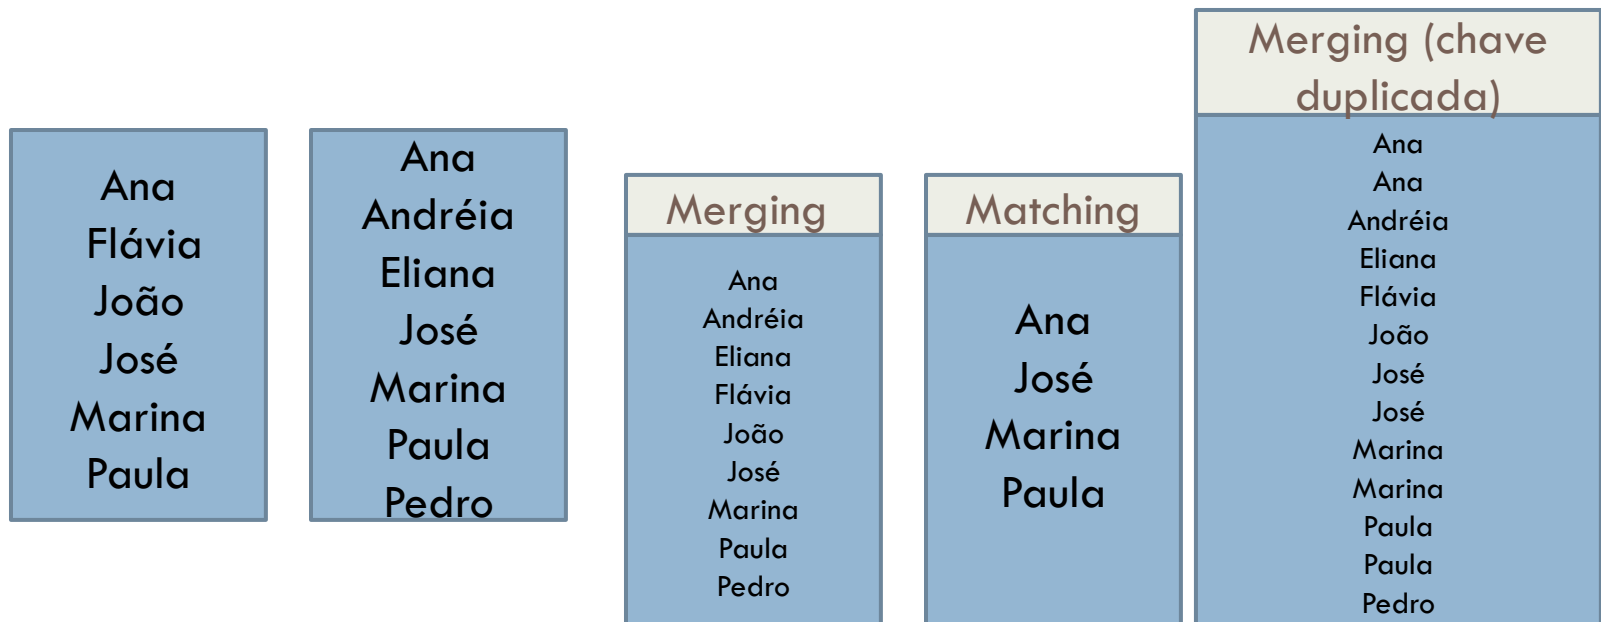 Ana
Flávia
João
José
Marina
Paula
Ana
Andréia
Eliana
José
Marina
Paula
Pedro
Merging
Ana
Andréia
Eliana
Flávia
João
José
Marina
Paula
Pedro
Matching
Ana
José
Marina
Paula
Merging (chave
duplicada)
Ana
Ana
Andréia
Eliana
Flávia
João
José
José
Marina
Marina
Paula
Paula
Pedro